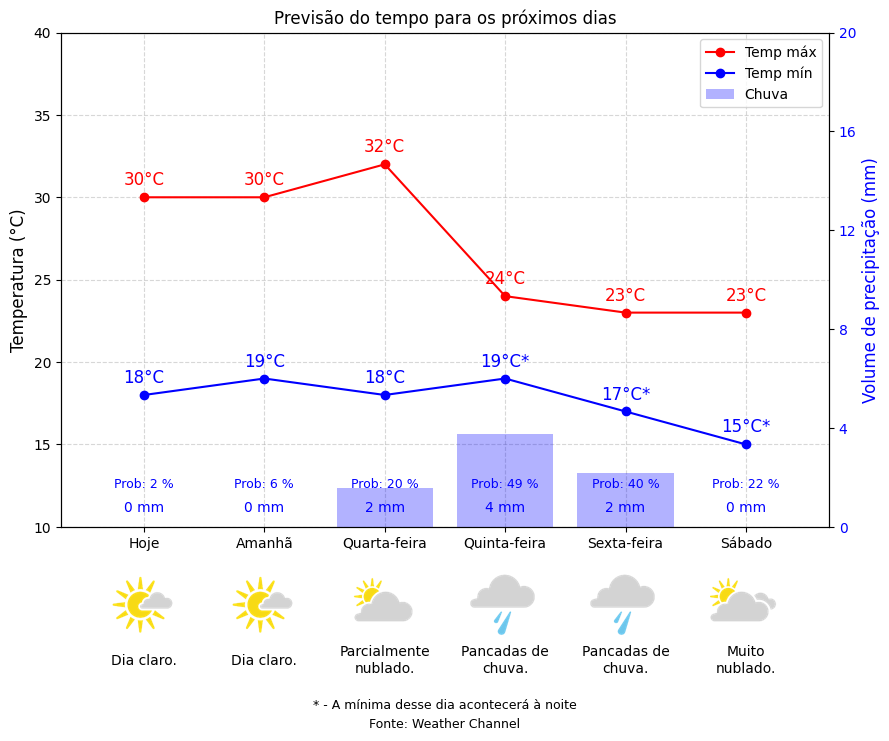 Previsão do tempo para os próximos dias
40
35
30
25
20
15
10
Temperatura (°C)
20
16
12
8
4
0
Volume de precipitação (mm)
Temp máx
Temp mín
Chuva
30°C 30°C 32°C 24°C 23°C 23°C
18°C 19°C 18°C 19°C* 17°C* 15°C*
Prob: 2 % Prob: 6 % Prob: 20 % Prob: 49 % Prob: 40 % Prob: 22 %
0 mm 0 mm 2 mm 4 mm 2 mm 0 mm
Hoje Amanhã Quarta-feira Quinta-feira Sexta-feira Sábado
Dia claro.
Dia claro.
Parcialmente
nublado.
Pancadas de
chuva.
Pancadas de
chuva.
Muito
nublado.
* - A mínima desse dia acontecerá à noite
Fonte: Weather Channel